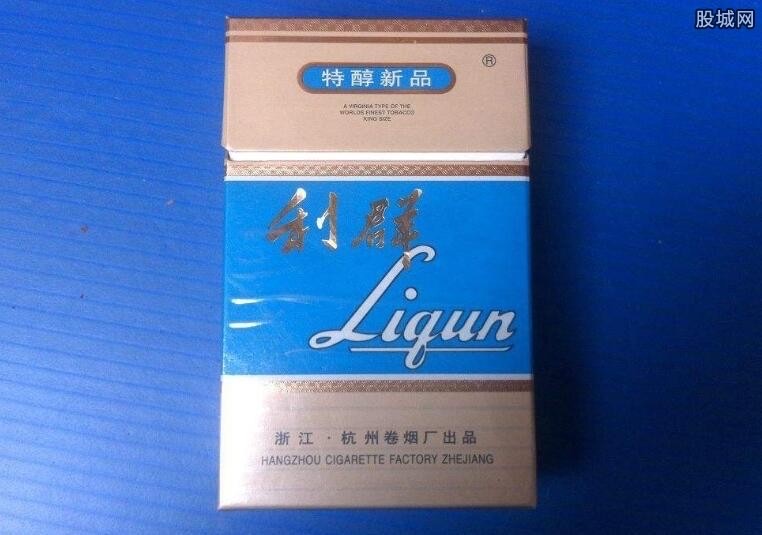 股城网
特醇新品
®
A VIRGINIA TYPE OF THE
WORLDS FINEST TOBACCO
KING SIZE
利群
Liqun
浙江·杭州卷烟厂出品
HANGZHOU CIGARETTE FACTORY ZHEJIANG